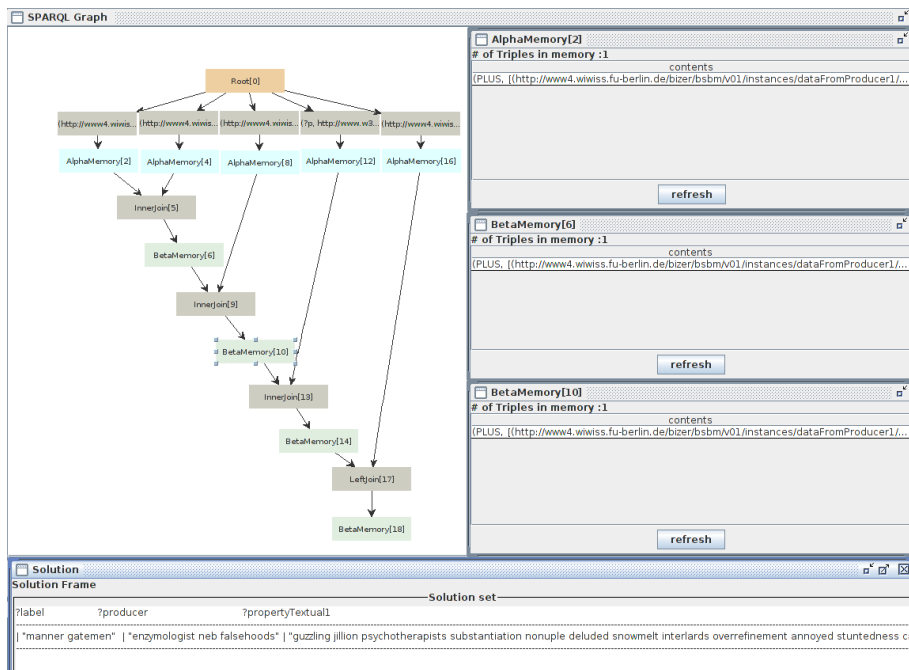 SPARQL Graph
Root[0]
(http://www4.wiwis... (http://www4.wiwis... (http://www4.wiwis... (?p, http://www.w3... (http://www4.wiwis...
AlphaMemory[2] AlphaMemory[4] AlphaMemory[8] AlphaMemory[12] AlphaMemory[16]
InnerJoin[5]
BetaMemory[6]
InnerJoin[9]
BetaMemory[10]
InnerJoin[13]
BetaMemory[14]
LeftJoin[17]
BetaMemory[18]
AlphaMemory[2]
# of Triples in memory :1
contents
(PLUS, [(http://www4.wiwiss.fu-berlin.de/bizer/bsbm/v01/instances/dataFromProducer1/...
refresh
BetaMemory[6]
# of Triples in memory :1
contents
(PLUS, [(http://www4.wiwiss.fu-berlin.de/bizer/bsbm/v01/instances/dataFromProducer1/...
refresh
BetaMemory[10]
# of Triples in memory :1
contents
(PLUS, [(http://www4.wiwiss.fu-berlin.de/bizer/bsbm/v01/instances/dataFromProducer1/...
refresh
Solution
Solution Frame
Solution set
?label ?producer ?propertyTextual1
| "manner gatemen" | "enzymologist neb falsehoods" | "guzzling jillion psychotherapists substantiation nonuple deluded snowmelt interlards overrefinement annoyed stuntedness